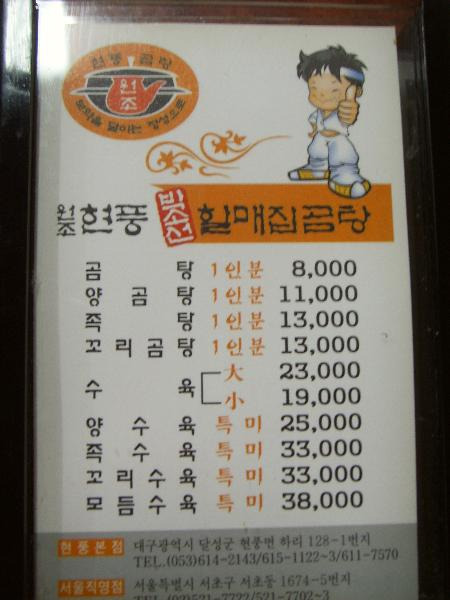 현풍 곰탕
원조
원조 현풍 박소선 할매집곰탕
곰탕 1인분 8,000
양곰탕 1인분 11,000
족탕 1인분 13,000
꼬리곰탕 1인분 13,000
수육 大 23,000
小 19,000
양수육 특미 25,000
족수육 특미 33,000
꼬리수육 특미 33,000
모듬수육 특미 38,000
현풍본점 대구광역시 달성군 현풍면 하리 128-1번지
TEL.(053)614-2143/615-1122~3/611-7570
서울직영점 서울특별시 서초구 서초동 1674-5번지
TEL.(02)521-7722/521-7702~3